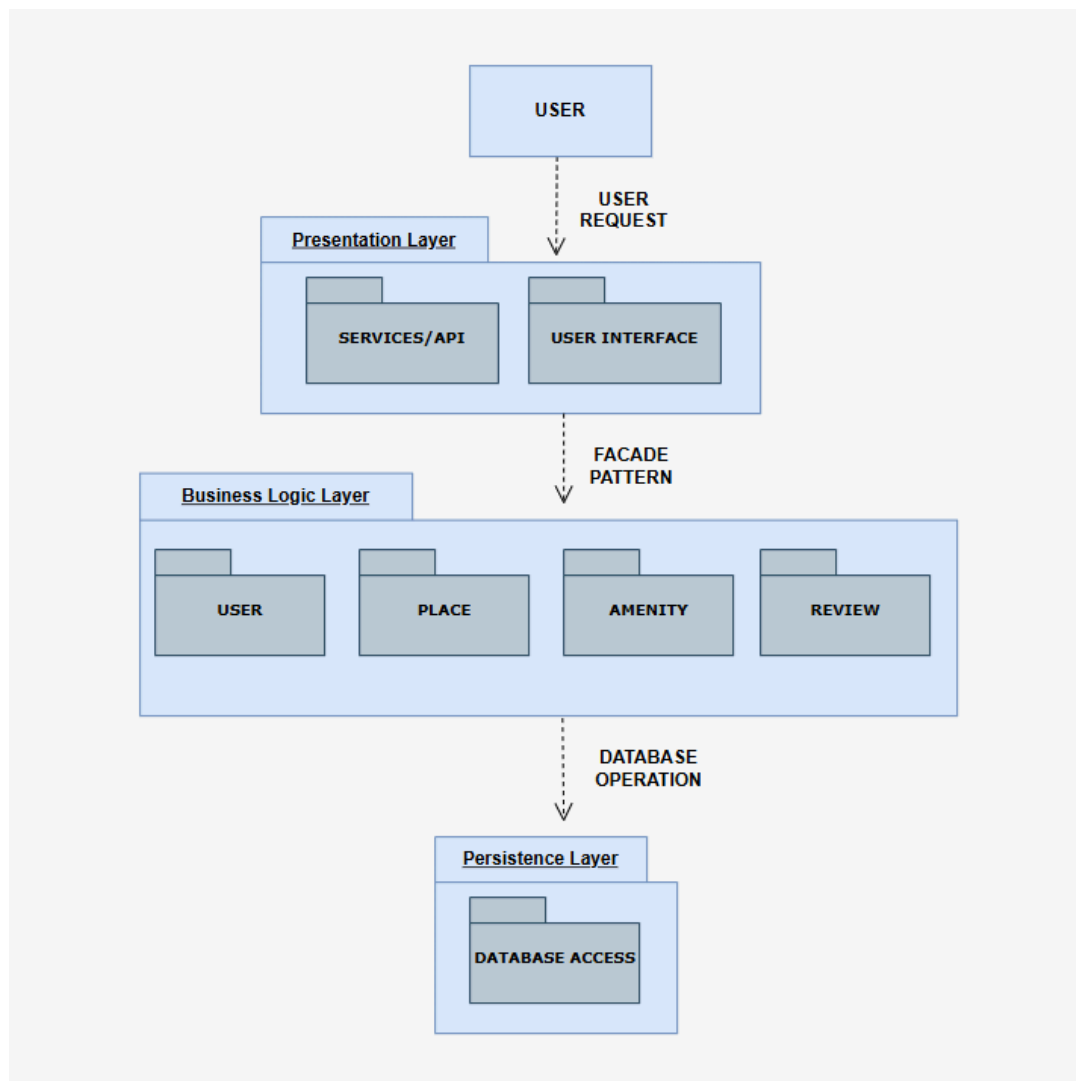 USER
USER
REQUEST
Presentation Layer
SERVICES/API
USER INTERFACE
FACADE
PATTERN
Business Logic Layer
USER
PLACE
AMENITY
REVIEW
DATABASE
OPERATION
Persistence Layer
DATABASE ACCESS